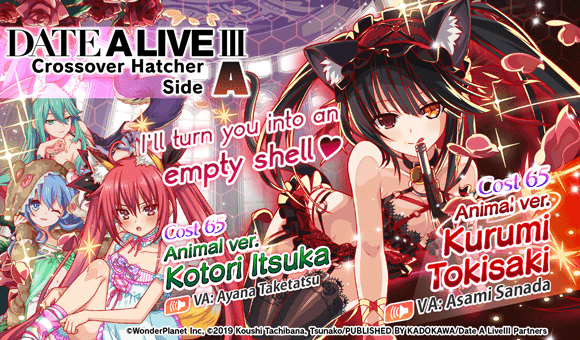 DATE A LIVE III
Crossover Hatcher
Side A
I'll turn you into an
empty shell♥
Cost 65
Animal ver.
Kotori Itsuka
VA: Ayana Taketatsu
Cost 65
Animal ver.
Kurumi
Tokisaki
VA: Asami Sanada
©WonderPlanet Inc, ©2019 Koushi Tachibana, Tsunako/PUBLISHED BY KADOKAWA/Date A LiveIII Partners